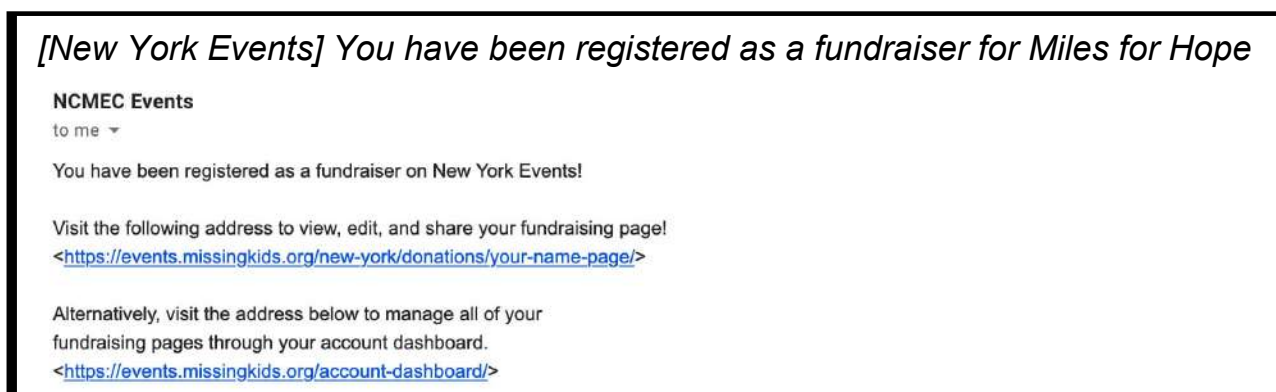 [New York Events] You have been registered as a fundraiser for Miles for Hope
NCMEC Events
to me
You have been registered as a fundraiser on New York Events!
Visit the following address to view, edit, and share your fundraising page!
<https://events.missingkids.org/new-york/donations/your-name-page/>
Alternatively, visit the address below to manage all of your
fundraising pages through your account dashboard.
<https://events.missingkids.org/account-dashboard/>